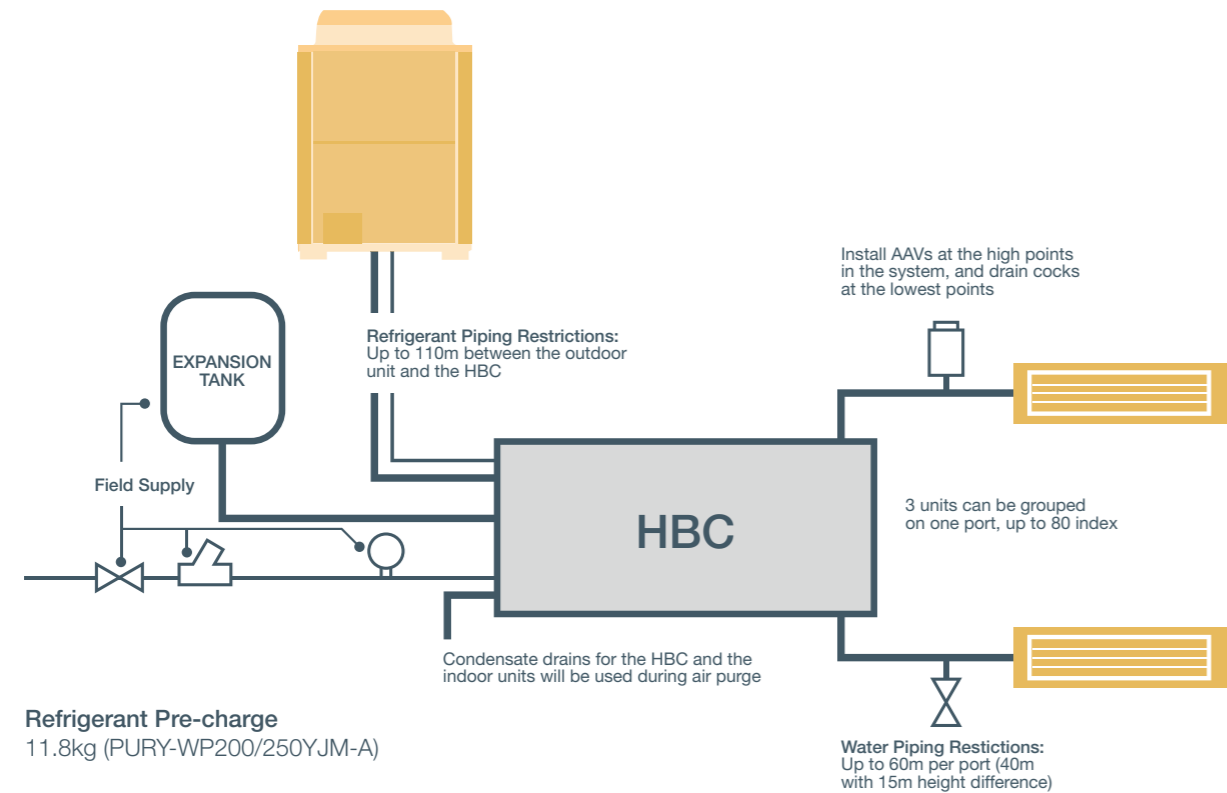 Install AAVs at the high points
in the system, and drain cocks
at the lowest points
Refrigerant Piping Restrictions:
Up to 110m between the outdoor
unit and the HBC
EXPANSION
TANK
Field Supply
HBC
3 units can be grouped
on one port, up to 80 index
Condensate drains for the HBC and the
indoor units will be used during air purge
Refrigerant Pre-charge
11.8kg (PURY-WP200/250YJM-A)
Water Piping Restictions:
Up to 60m per port (40m
with 15m height difference)